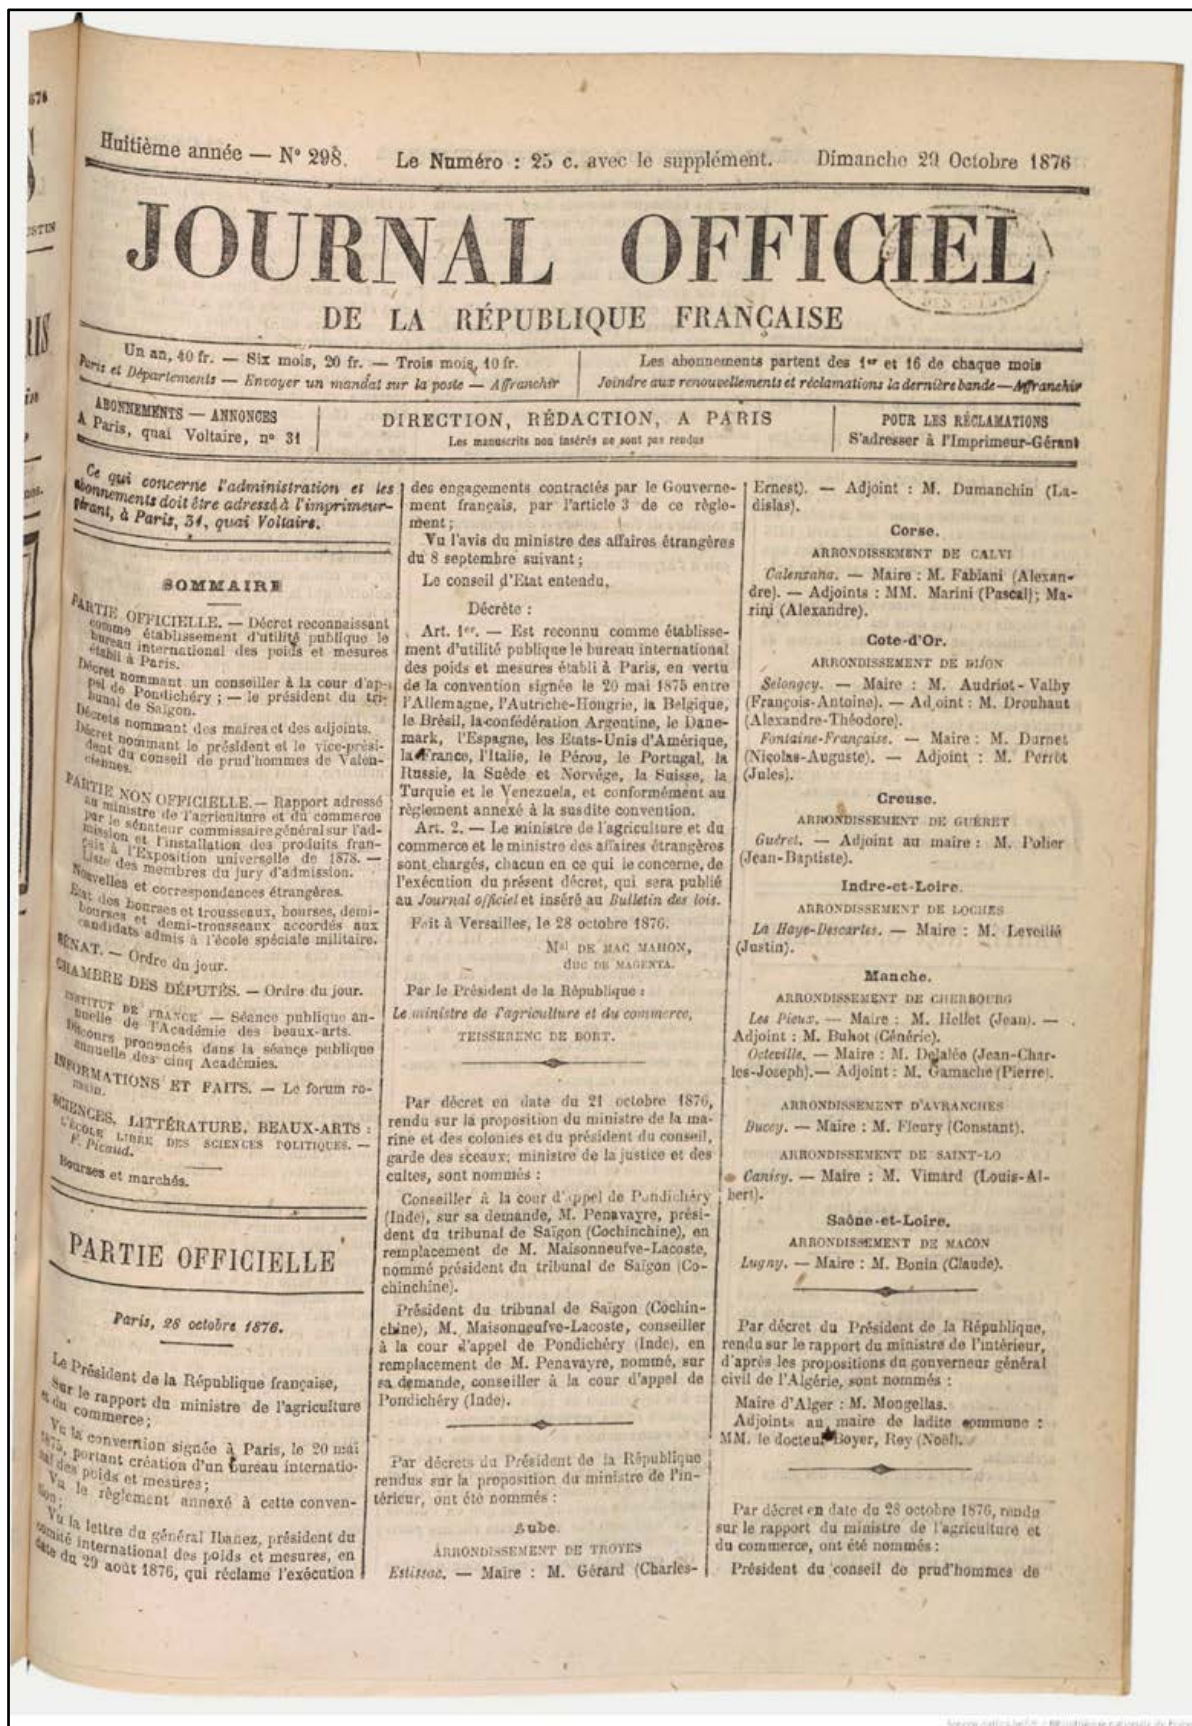 Huitième année — N° 298.
Le Numéro : 25 c. avec le supplément.
Dimanche 29 Octobre 1876
JOURNAL OFFICIEL
DE LA RÉPUBLIQUE FRANÇAISE
Un an, 40 fr. — Six mois, 20 fr. — Trois mois, 10 fr.
Paris et Départements — Envoyer un mandat sur la poste — Affranchir
Les abonnements partent des 1er et 16 de chaque mois
Joindre aux renouvellements et réclamations la dernière bande — Affranchir
ABONNEMENTS — ANNONCES
A Paris, quai Voltaire, n° 31
DIRECTION, RÉDACTION, A PARIS
Les manuscrits non insérés ne sont pas rendus
POUR LES RÉCLAMATIONS
S'adresser à l'Imprimeur-Gérant
Ce qui concerne l'administration et les
abonnements doit être adressé à l'imprimeur-
gérant, à Paris, 31, quai Voltaire.
SOMMAIRE
PARTIE OFFICIELLE. — Décret reconnaissant
comme établissement d'utilité publique le
bureau international des poids et mesures
établi à Paris.
Décret nommant un conseiller à la cour d'ap-
pel de Pondichéry ; — le président du tri-
bunal de Saïgon.
Décrets nommant des maires et des adjoints.
Décret nommant le président et le vice-prési-
dent du conseil de prud'hommes de Valen-
ciennes.
PARTIE NON OFFICIELLE. — Rapport adressé
au ministre de l'agriculture et du commerce
par le sénateur commissaire général sur l'ad-
mission et l'installation des produits fran-
çais à l'Exposition universelle de 1878. —
Liste des membres du jury d'admission.
Nouvelles et correspondances étrangères.
Etat des bourses et trousseaux, bourses, demi-
bourses et demi-trousseaux accordés aux
candidats admis à l'école spéciale militaire.
SÉNAT. — Ordre du jour.
CHAMBRE DES DÉPUTÉS. — Ordre du jour.
INSTITUT DE FRANCE — Séance publique an-
nuelle de l'Académie des beaux-arts.
Discours prononcés dans la séance publique
annuelle des cinq Académies.
INFORMATIONS ET FAITS. — Le forum ro-
main.
SCIENCES, LITTÉRATURE, BEAUX-ARTS :
L'ÉCOLE LIBRE DES SCIENCES POLITIQUES. —
F. Picaud.
Bourses et marchés.
PARTIE OFFICIELLE
Paris, 28 octobre 1876.
Le Président de la République française,
Sur le rapport du ministre de l'agriculture
et du commerce ;
Vu la convention signée à Paris, le 20 mai
1875, portant création d'un bureau internatio-
nal des poids et mesures ;
Vu le règlement annexé à cette conven-
tion ;
Vu la lettre du général Ibanez, président du
comité international des poids et mesures, en
date du 29 août 1876, qui réclame l'exécution
des engagements contractés par le Gouverne-
ment français, par l'article 3 de ce règle-
ment ;
Vu l'avis du ministre des affaires étrangères
du 8 septembre suivant ;
Le conseil d'Etat entendu,
Décrète :
Art. 1er. — Est reconnu comme établisse-
ment d'utilité publique le bureau international
des poids et mesures établi à Paris, en vertu
de la convention signée le 20 mai 1875 entre
l'Allemagne, l'Autriche-Hongrie, la Belgique,
le Brésil, la confédération Argentine, le Dane-
mark, l'Espagne, les Etats-Unis d'Amérique,
la France, l'Italie, le Pérou, le Portugal, la
Russie, la Suède et Norvége, la Suisse, la
Turquie et le Venezuela, et conformément au
règlement annexé à la susdite convention.
Art. 2. — Le ministre de l'agriculture et du
commerce et le ministre des affaires étrangères
sont chargés, chacun en ce qui le concerne, de
l'exécution du présent décret, qui sera publié
au Journal officiel et inséré au Bulletin des lois.
Fait à Versailles, le 28 octobre 1876.
Mal DE MAC MAHON,
duc DE MAGENTA.
Par le Président de la République :
Le ministre de l'agriculture et du commerce,
TEISSERENC DE BORT.
Par décret en date du 21 octobre 1876,
rendu sur la proposition du ministre de la ma-
rine et des colonies et du président du conseil,
garde des sceaux, ministre de la justice et des
cultes, sont nommés :
Conseiller à la cour d'appel de Pondichéry
(Inde), sur sa demande, M. Penavayre, prési-
dent du tribunal de Saïgon (Cochinchine), en
remplacement de M. Maisonneufve-Lacoste,
nommé président du tribunal de Saïgon (Co-
chinchine).
Président du tribunal de Saïgon (Cochin-
chine), M. Maisonneufve-Lacoste, conseiller
à la cour d'appel de Pondichéry (Inde), en
remplacement de M. Penavayre, nommé, sur
sa demande, conseiller à la cour d'appel de
Pondichéry (Inde).
Par décrets du Président de la République
rendus sur la proposition du ministre de l'in-
térieur, ont été nommés :
Aube.
ARRONDISSEMENT DE TROYES
Estissac. — Maire : M. Gérard (Charles-
Ernest). — Adjoint : M. Dumanchin (La-
dislas).
Corse.
ARRONDISSEMENT DE CALVI
Calenzana. — Maire : M. Fabiani (Alexan-
dre). — Adjoints : MM. Marini (Pascal) ; Ma-
rini (Alexandre).
Cote-d'Or.
ARRONDISSEMENT DE DIJON
Selongey. — Maire : M. Audriot-Valby
(François-Antoine). — Adjoint : M. Drouhaut
(Alexandre-Théodore).
Fontaine-Française. — Maire : M. Darnet
(Nicolas-Auguste). — Adjoint : M. Perrot
(Jules).
Creuse.
ARRONDISSEMENT DE GUÉRET
Guéret. — Adjoint au maire : M. Polier
(Jean-Baptiste).
Indre-et-Loire.
ARRONDISSEMENT DE LOCHES
La Haye-Descartes. — Maire : M. Leveillé
(Justin).
Manche.
ARRONDISSEMENT DE CHERBOURG
Les Pieux. — Maire : M. Hellet (Jean). —
Adjoint : M. Buhot (Cénéric).
Octeville. — Maire : M. Delalée (Jean-Char-
les-Joseph). — Adjoint : M. Gamache (Pierre).
ARRONDISSEMENT D'AVRANCHES
Ducey. — Maire : M. Fleury (Constant).
ARRONDISSEMENT DE SAINT-LO
Canisy. — Maire : M. Vimard (Louis-Al-
bert).
Saône-et-Loire.
ARRONDISSEMENT DE MACON
Lugny. — Maire : M. Bonin (Claude).
Par décret du Président de la République,
rendu sur le rapport du ministre de l'intérieur,
d'après les propositions du gouverneur général
civil de l'Algérie, sont nommés :
Maire d'Alger : M. Mongellas.
Adjoints au maire de ladite commune :
MM. le docteur Boyer, Rey (Noël).
Par décret en date du 28 octobre 1876, rendu
sur le rapport du ministre de l'agriculture et
du commerce, ont été nommés :
Président du conseil de prud'hommes de